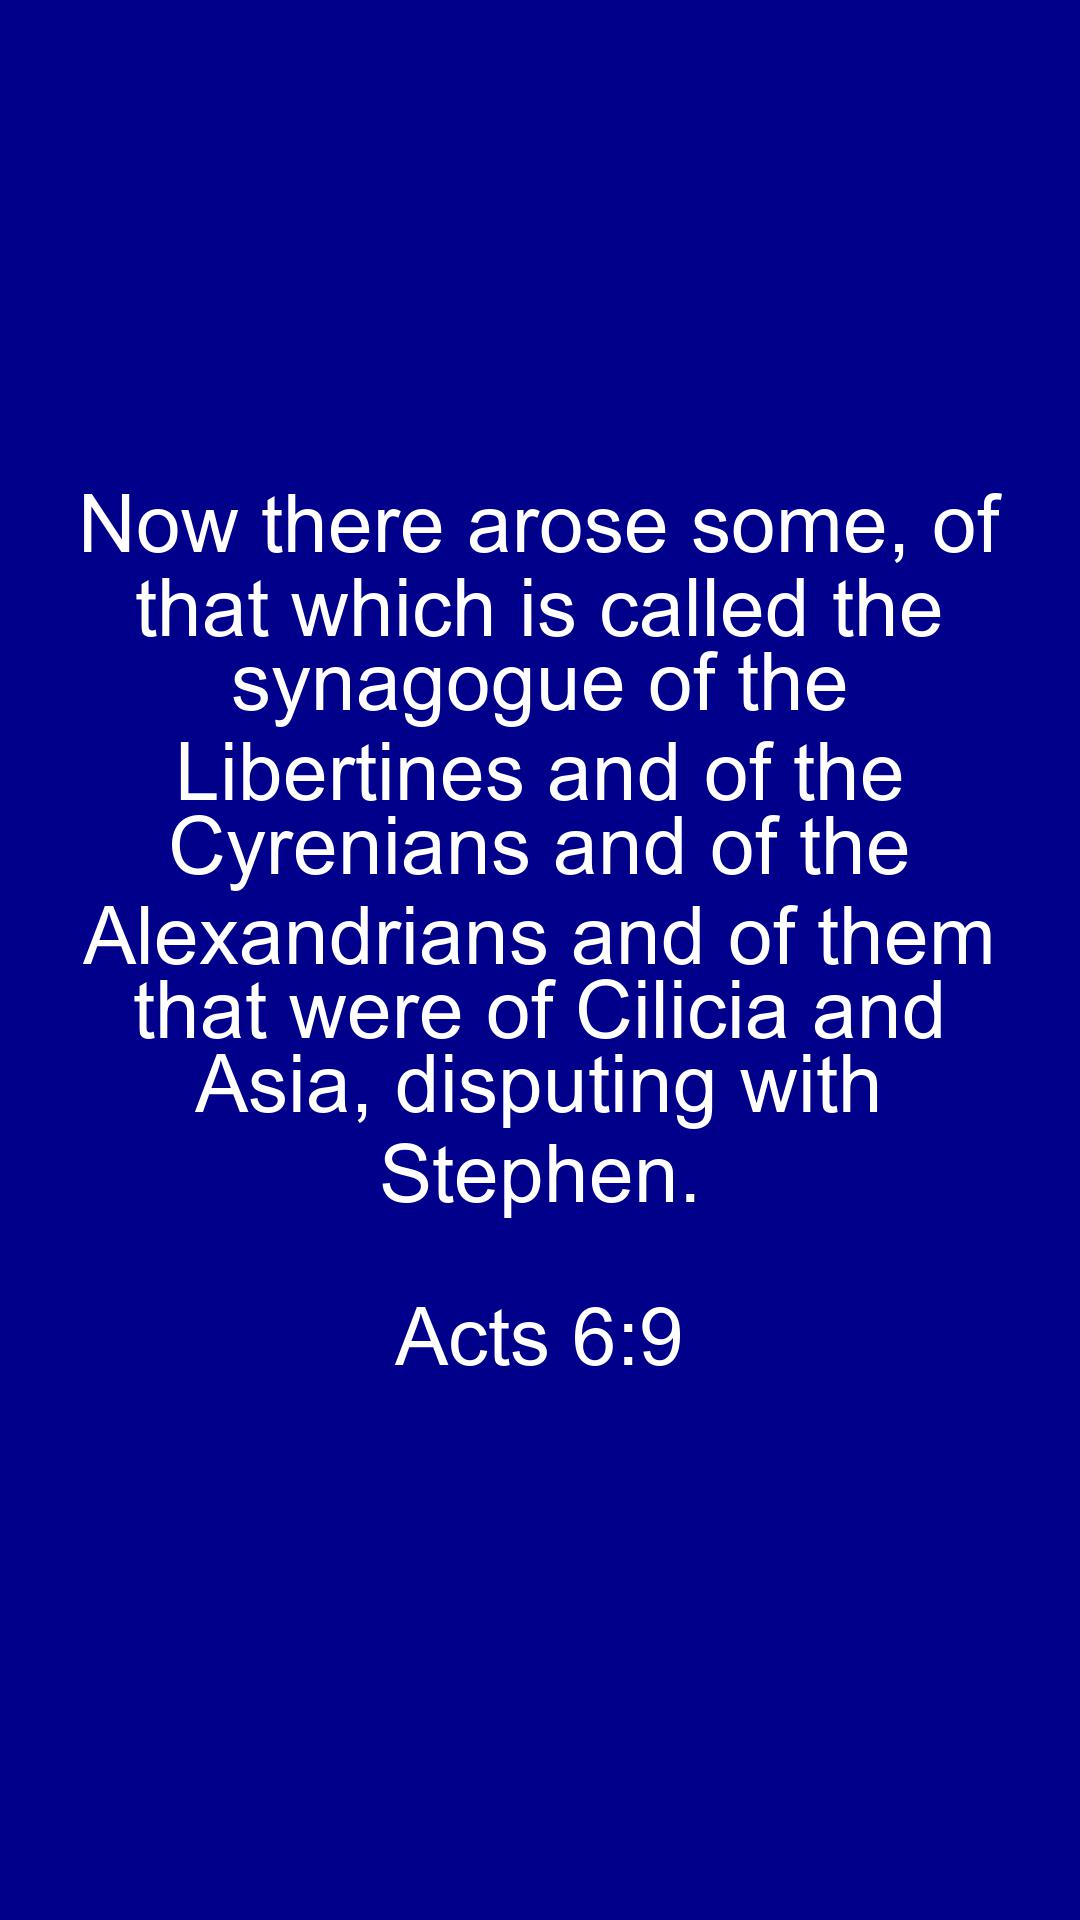 Now there arose some, of
that which is called the
synagogue of the
Libertines and of the
Cyrenians and of the
Alexandrians and of them
that were of Cilicia and
Asia, disputing with
Stephen.
Acts 6:9